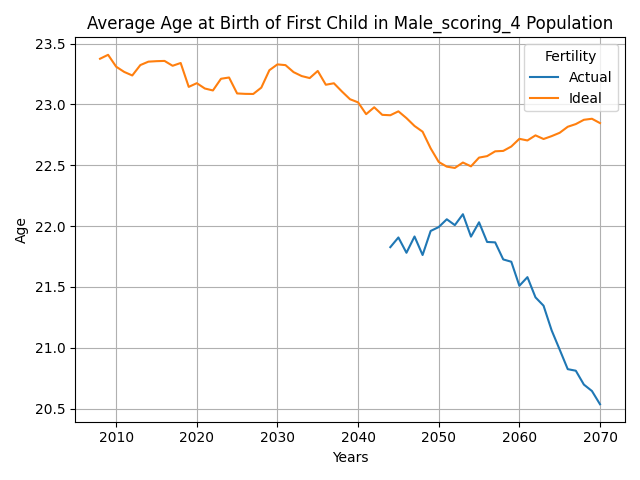 Average Age at Birth of First Child in Male_scoring_4 Population
23.5
23.0
22.5
22.0
21.5
21.0
20.5
Age
Fertility
Actual
Ideal
2010 2020 2030 2040 2050 2060 2070
Years